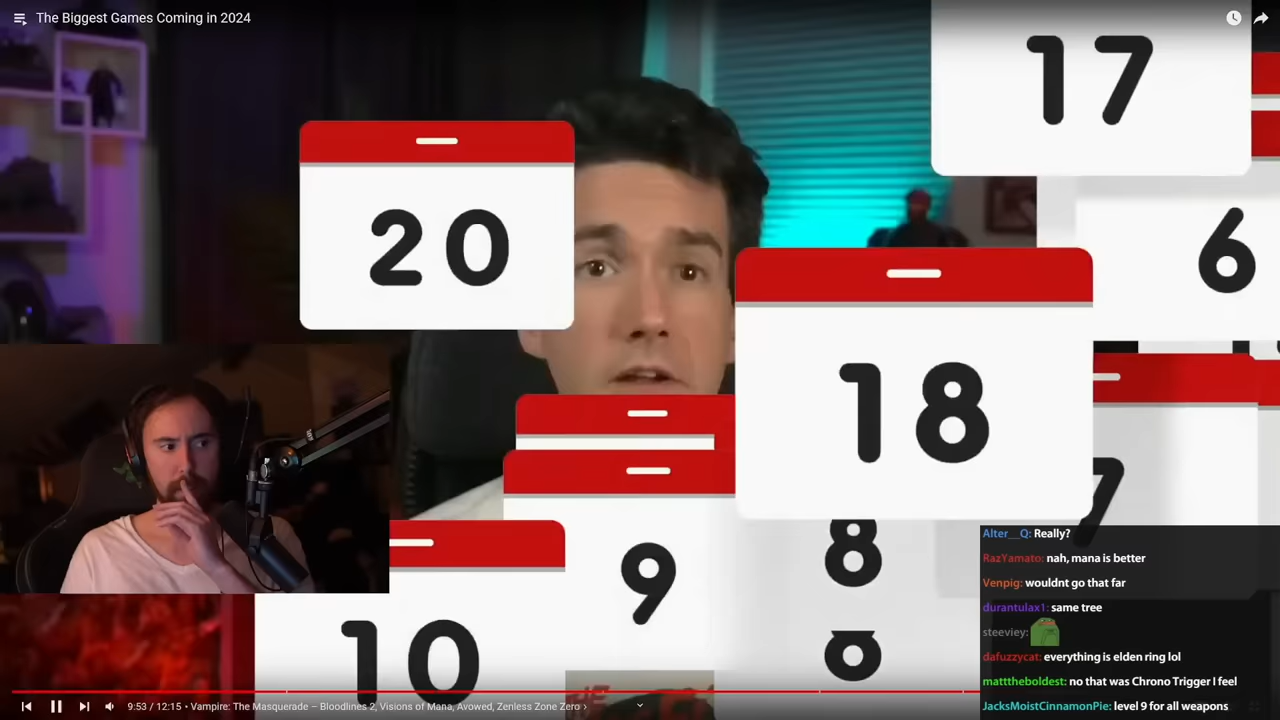 The Biggest Games Coming in 2024
17
20
6
18
7
8
9
10
Alter__Q: Really?
RazYamato: nah, mana is better
Venpig: wouldnt go that far
durantulax1: same tree
steeviey:
dafuzzycat: everything is elden ring lol
matttheboldest: no that was Chrono Trigger I feel
JacksMoistCinnamonPie: level 9 for all weapons
9:53 / 12:15 • Vampire: The Masquerade – Bloodlines 2, Visions of Mana, Avowed, Zenless Zone Zero ›